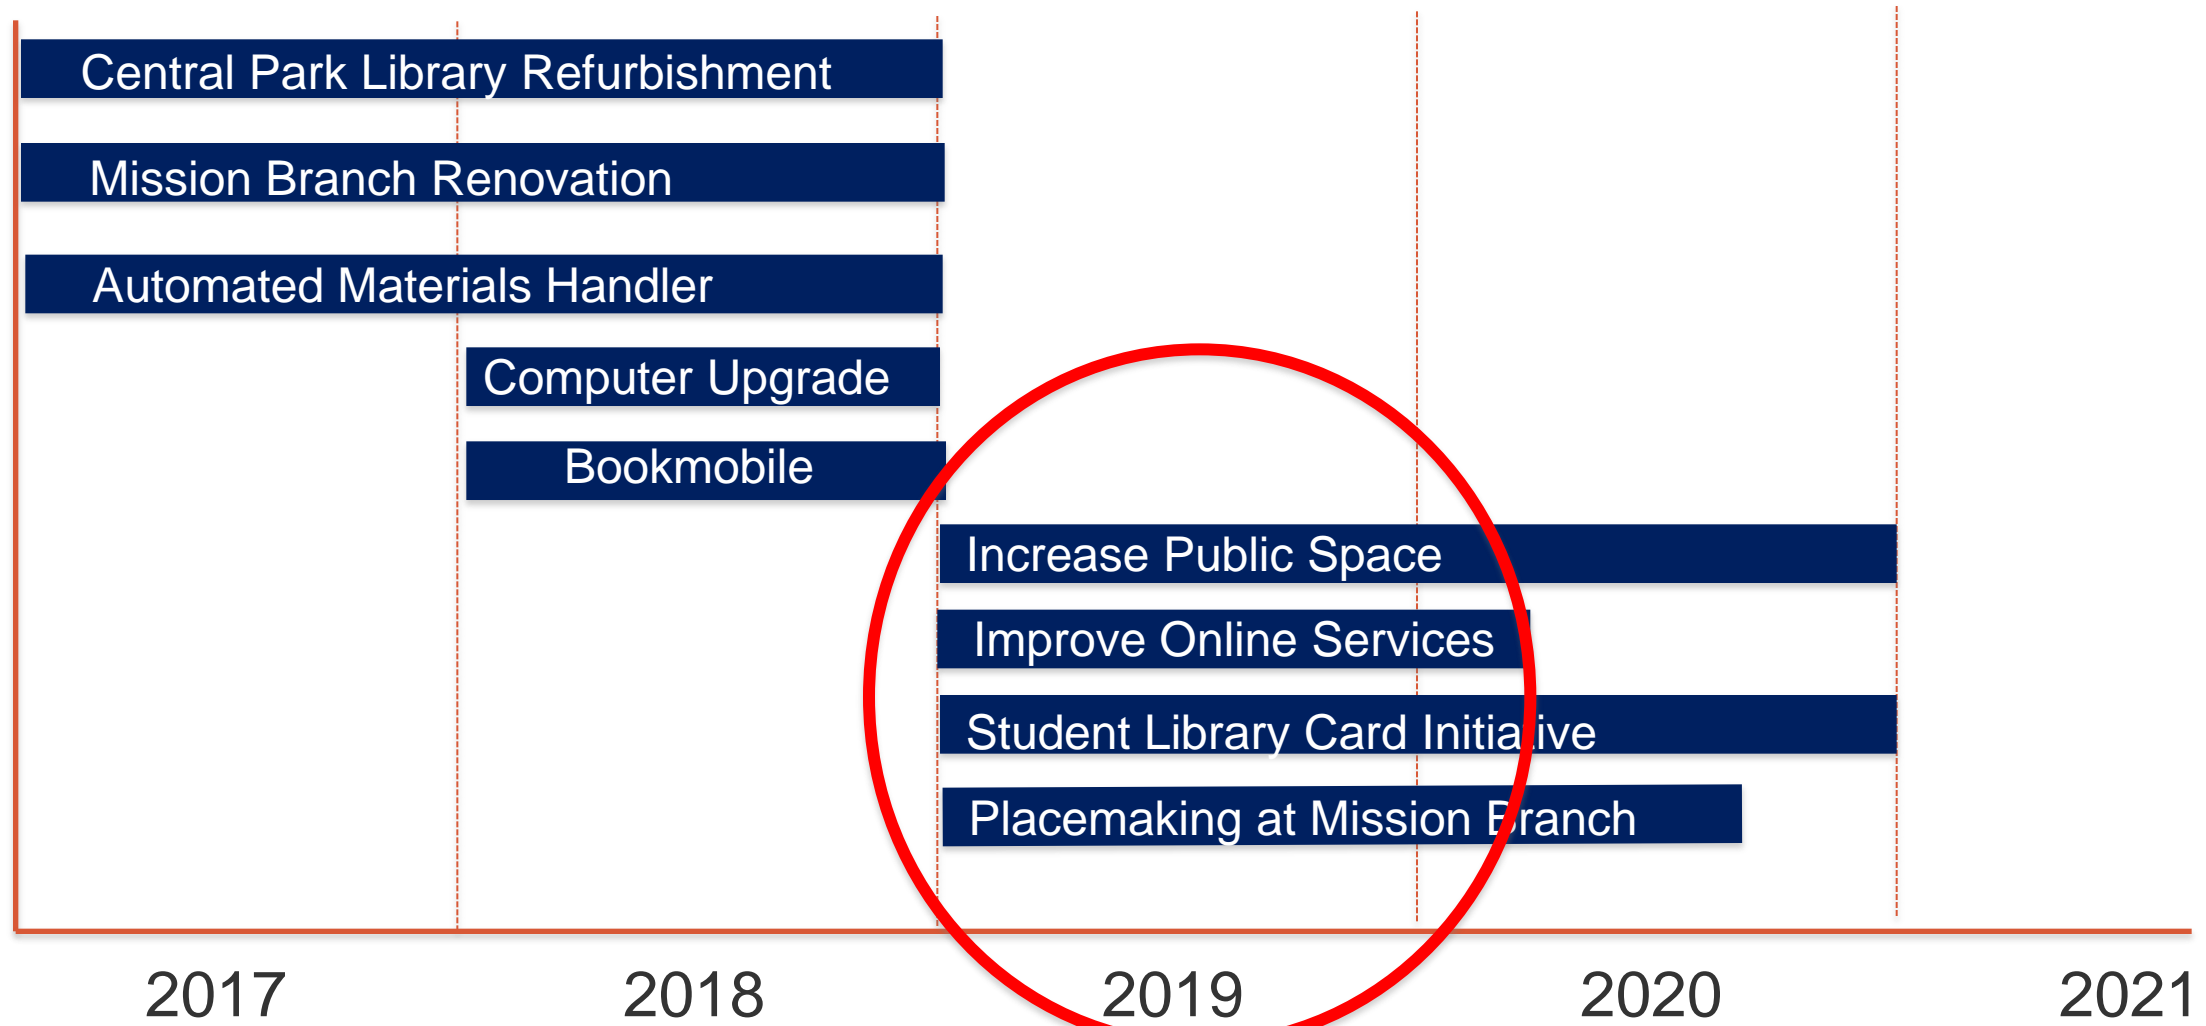 Central Park Library Refurbishment
Mission Branch Renovation
Automated Materials Handler
Computer Upgrade
Bookmobile
Increase Public Space
Improve Online Services
Student Library Card Initiative
Placemaking at Mission Branch
2017 2018 2019 2020 2021